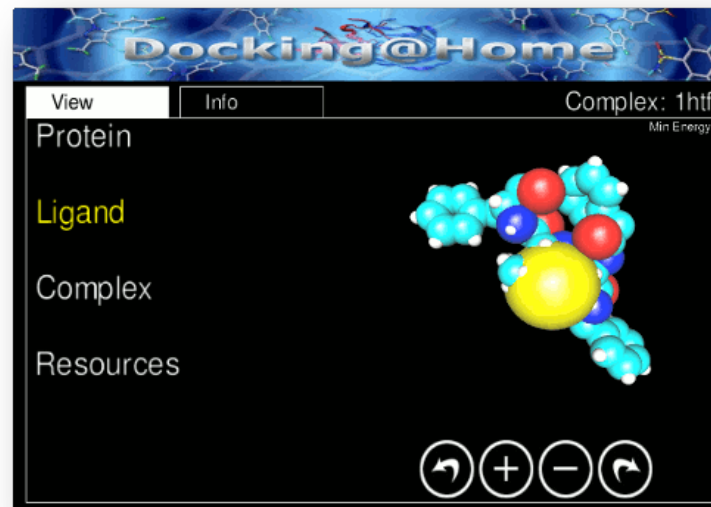 Docking@Home
View
Info
Complex: 1htf
Min Energy
Protein
Ligand
Complex
Resources